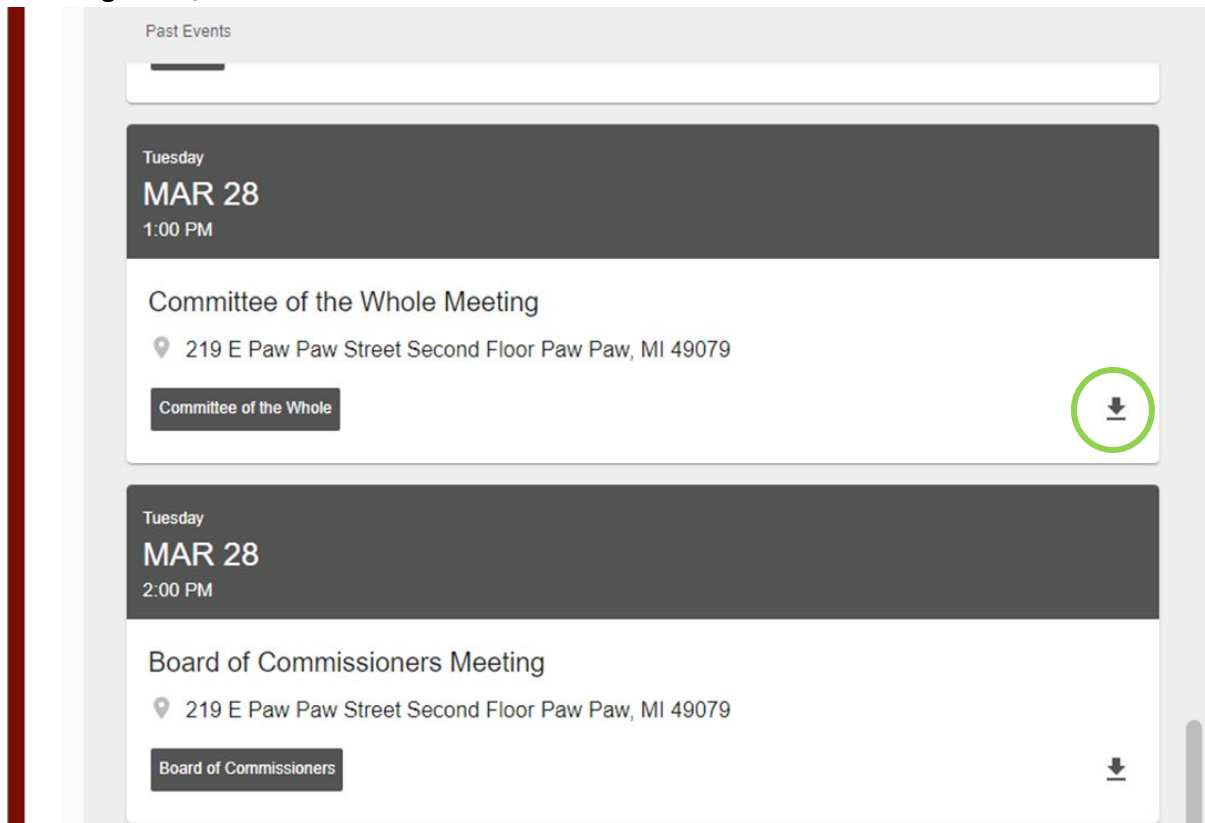 Past Events
Tuesday
MAR 28
1:00 PM
Committee of the Whole Meeting
219 E Paw Paw Street Second Floor Paw Paw, MI 49079
Committee of the Whole
Tuesday
MAR 28
2:00 PM
Board of Commissioners Meeting
219 E Paw Paw Street Second Floor Paw Paw, MI 49079
Board of Commissioners